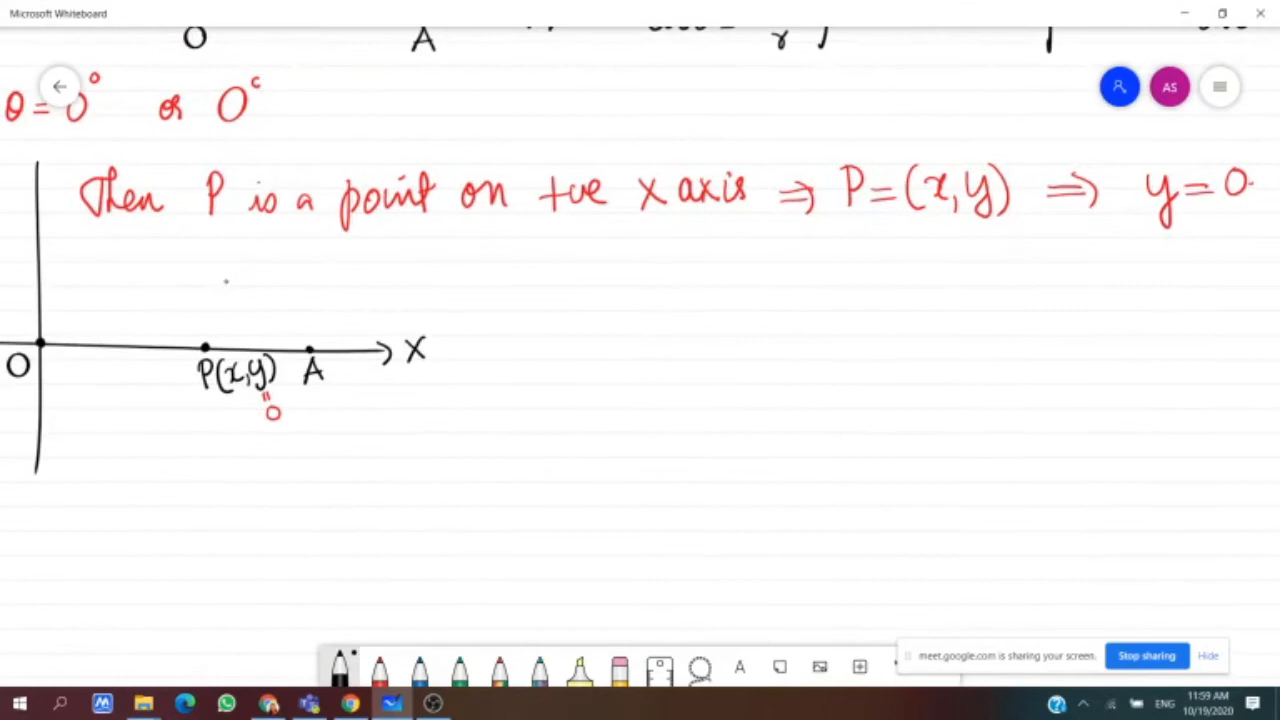 Microsoft Whiteboard
O A r
θ = 0° or 0ᶜ
AS
Then P is a point on +ve X axis ⇒ P = (x, y) ⇒ y = 0.
O X
P(x, y) A
"
0
A
meet.google.com is sharing your screen. Stop sharing Hide
ENG
11:59 AM
10/19/2020